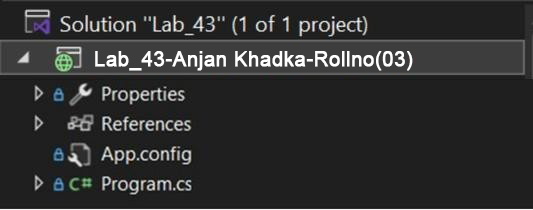 Solution "Lab_43" (1 of 1 project)
Lab_43-Anjan Khadka-Rollno(03)
Properties
References
App.config
C# Program.cs